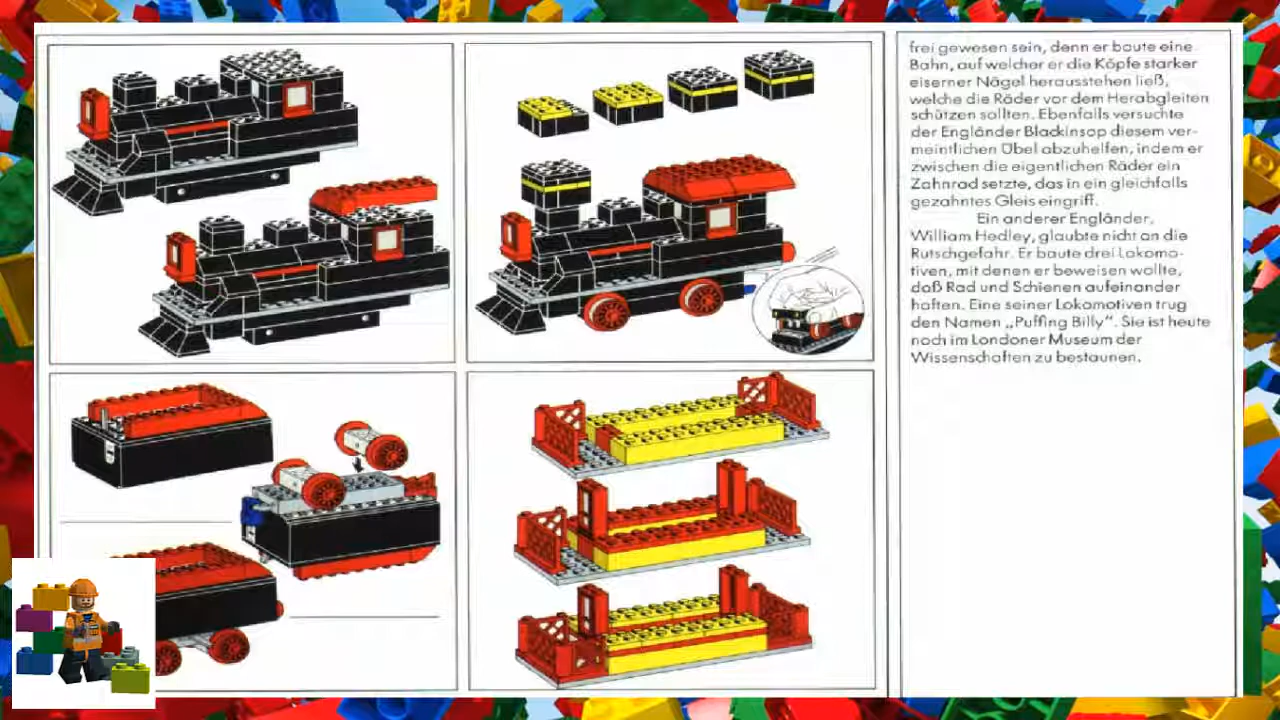 frei gewesen sein, denn er baute eine
Bahn, auf welcher er die Köpfe starker
eiserner Nägel herausstehen ließ,
welche die Räder vor dem Herabgleiten
schützen sollten. Ebenfalls versuchte
der Engländer Blackinsop diesem ver-
meintlichen Übel abzuhelfen, indem er
zwischen die eigentlichen Räder ein
Zahnrad setzte, das in ein gleichfalls
gezahntes Gleis eingriff.
Ein anderer Engländer,
William Hedley, glaubte nicht an die
Rutschgefahr. Er baute drei Lokomo-
tiven, mit denen er beweisen wollte,
daß Rad und Schienen aufeinander
haften. Eine seiner Lokomotiven trug
den Namen „Puffing Billy“. Sie ist heute
noch im Londoner Museum der
Wissenschaften zu bestaunen.